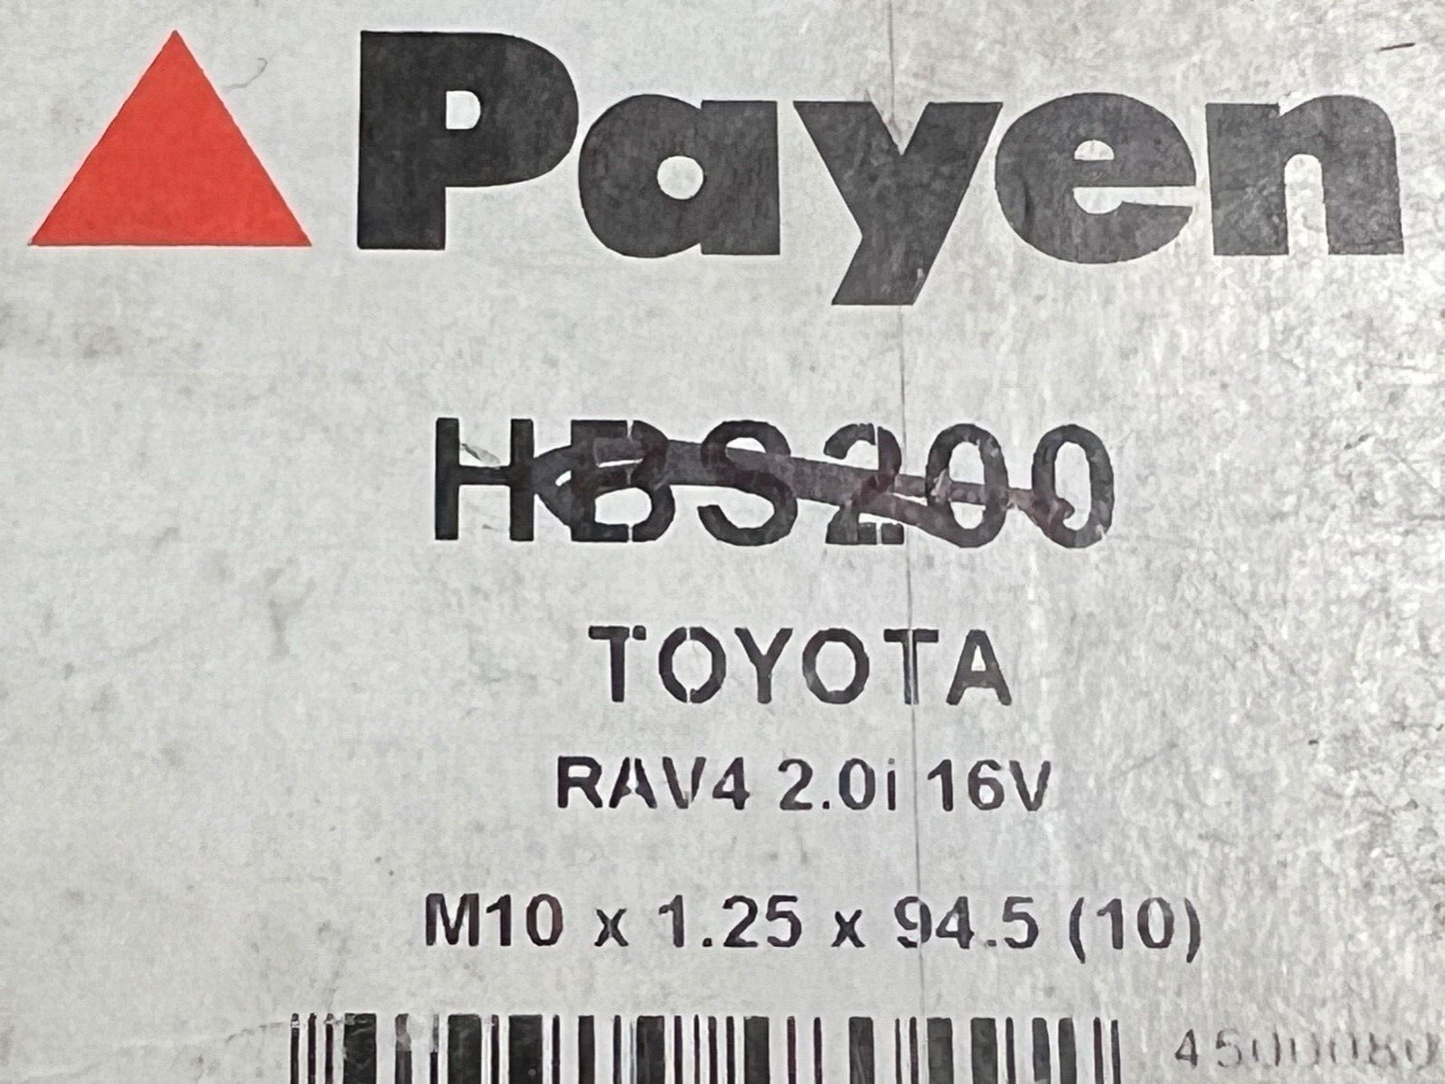 Payen
HBS200
TOYOTA
RAV4 2.0i 16V
M10 x 1.25 x 94.5 (10)